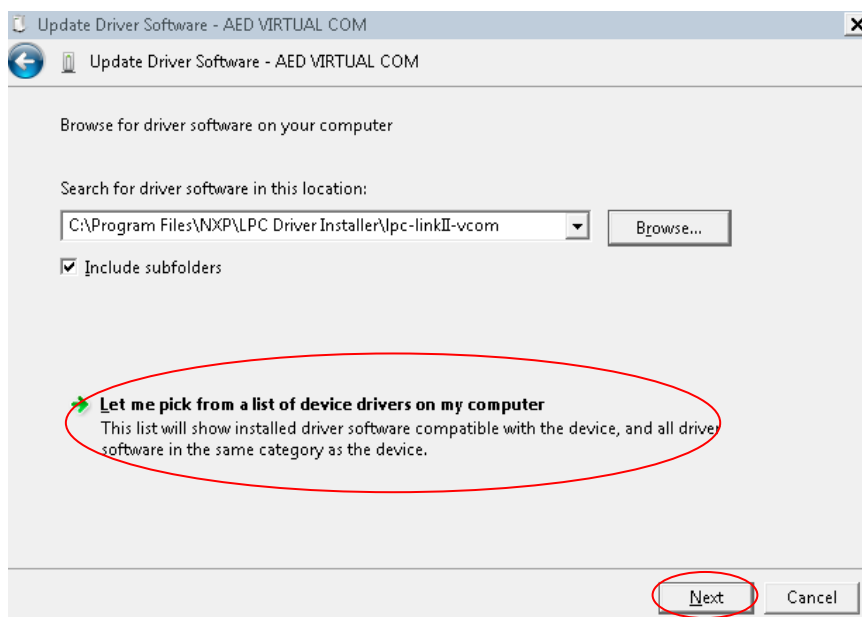 Update Driver Software - AED VIRTUAL COM
Update Driver Software - AED VIRTUAL COM
Browse for driver software on your computer
Search for driver software in this location:
C:\Program Files\NXP\LPC Driver Installer\lpc-linkII-vcom
Browse...
Include subfolders
Let me pick from a list of device drivers on my computer
This list will show installed driver software compatible with the device, and all driver
software in the same category as the device.
Next
Cancel